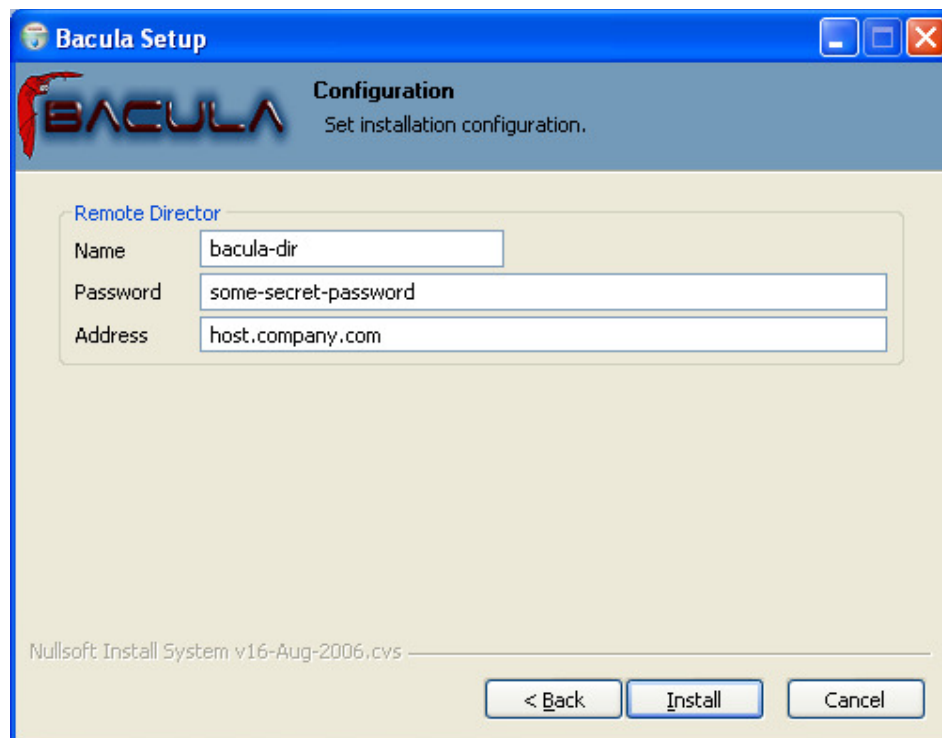 Bacula Setup
BACULA
Configuration
Set installation configuration.
Remote Director
Name bacula-dir
Password some-secret-password
Address host.company.com
Nullsoft Install System v16-Aug-2006.cvs
< Back Install Cancel